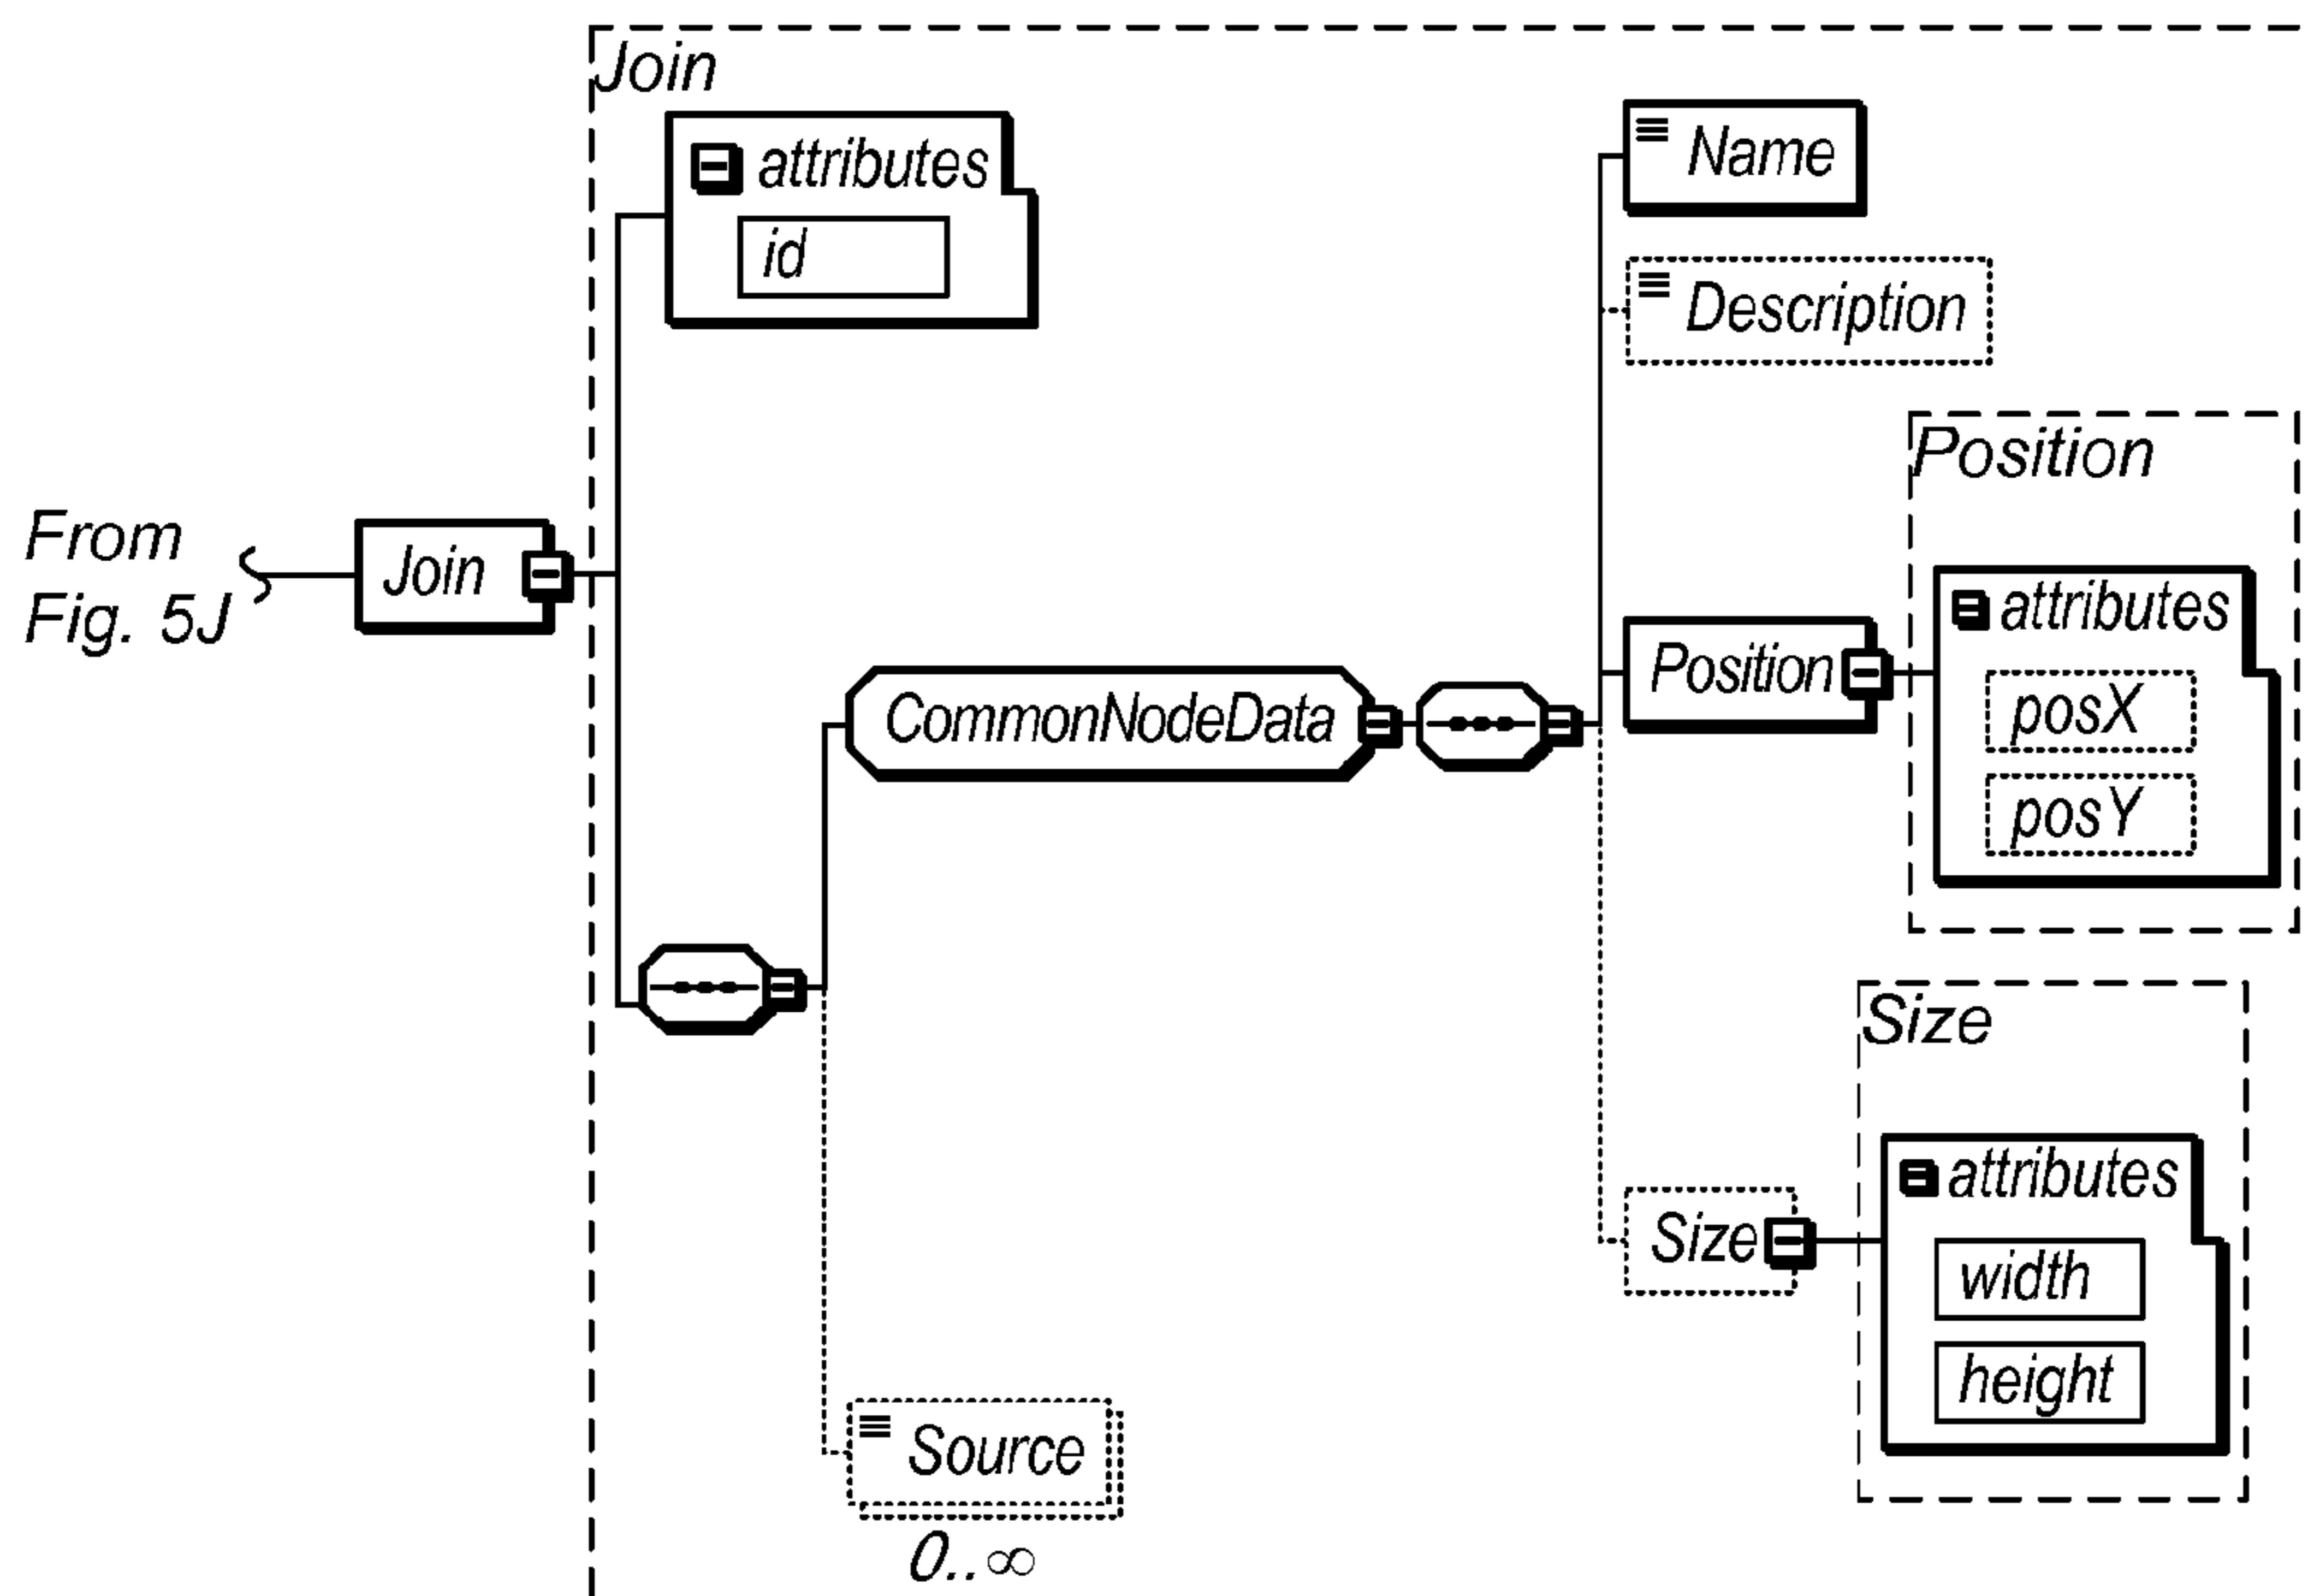 Join
attributes
id
Name
Description
Position
From
Fig. 5J
Join
attributes
Position
posX
CommonNodeData
posY
Size
attributes
Size
width
height
Source
0..∞